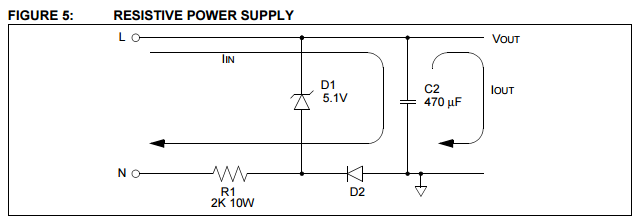 FIGURE 5: RESISTIVE POWER SUPPLY
L
VOUT
IIN
D1
5.1V
C2
470 µF
IOUT
N
R1
2K 10W
D2